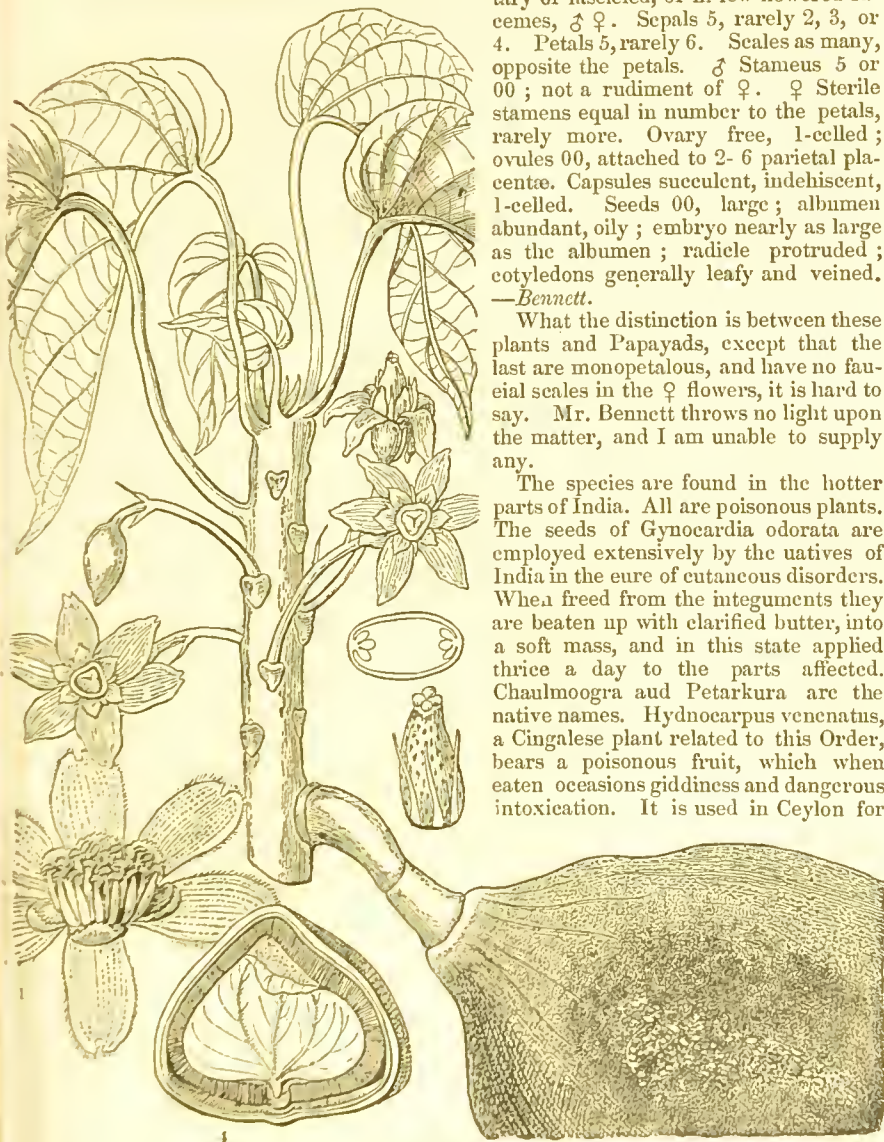 cemes, ♂ ♀. Sepals 5, rarely 2, 3, or
4. Petals 5, rarely 6. Scales as many,
opposite the petals. ♂ Stameus 5 or
00 ; not a rudiment of ♀. ♀ Sterile
stamens equal in number to the petals,
rarely more. Ovary free, 1-celled ;
ovules 00, attached to 2- 6 parietal pla-
centæ. Capsules succulent, indehiscent,
1-celled. Seeds 00, large ; albumen
abundant, oily ; embryo nearly as large
as the albumen ; radicle protruded ;
cotyledons generally leafy and veined.
—Bennett.
What the distinction is between these
plants and Papayads, except that the
last are monopetalous, and have no fau-
cial scales in the ♀ flowers, it is hard to
say. Mr. Bennett throws no light upon
the matter, and I am unable to supply
any.
The species are found in the hotter
parts of India. All are poisonous plants.
The seeds of Gynocardia odorata are
employed extensively by the natives of
India in the cure of cutaneous disorders.
When freed from the integuments they
are beaten up with clarified butter, into
a soft mass, and in this state applied
thrice a day to the parts affected.
Chaulmoogra and Petarkura are the
native names. Hydnocarpus venenatus,
a Cingalese plant related to this Order,
bears a poisonous fruit, which when
eaten occasions giddiness and dangerous
intoxication. It is used in Ceylon for
1
1